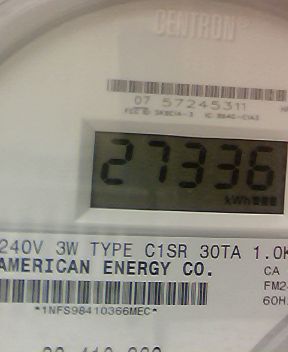 CENTRON®
07 57245311
27336
kWh
240V 3W TYPE C1SR 30TA 1.0K
AMERICAN ENERGY CO.
CA
FM2
60H
*1NFS98410366MEC*